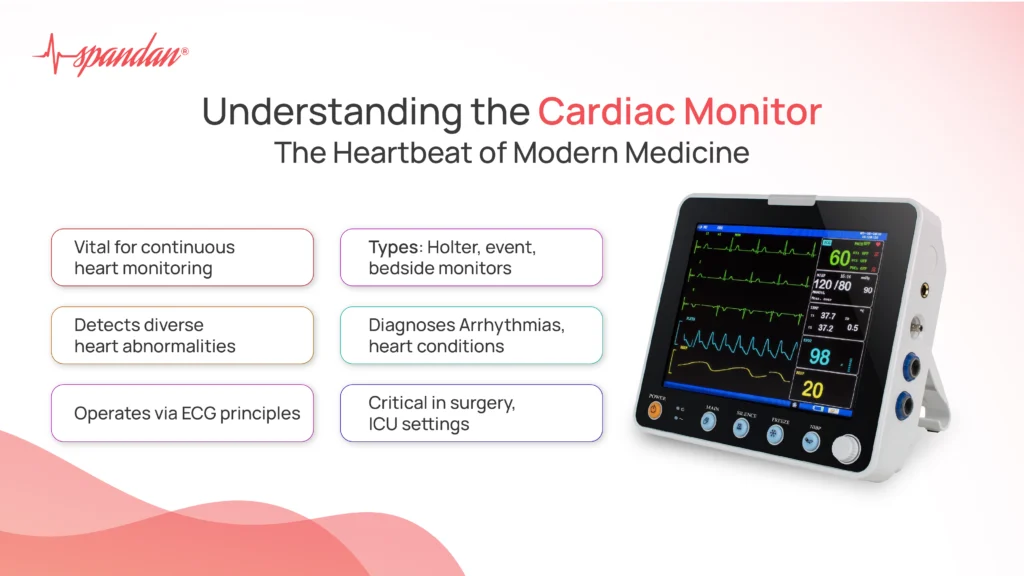 spandan®
Understanding the Cardiac Monitor
The Heartbeat of Modern Medicine
Vital for continuous
heart monitoring
Types: Holter, event,
bedside monitors
Detects diverse
heart abnormalities
Diagnoses Arrhythmias,
heart conditions
Operates via ECG principles
Critical in surgery,
ICU settings
60
120/80 90
37.7
37.2 0.5
98
20
POWER
MAIN
SILENCE
FREEZE